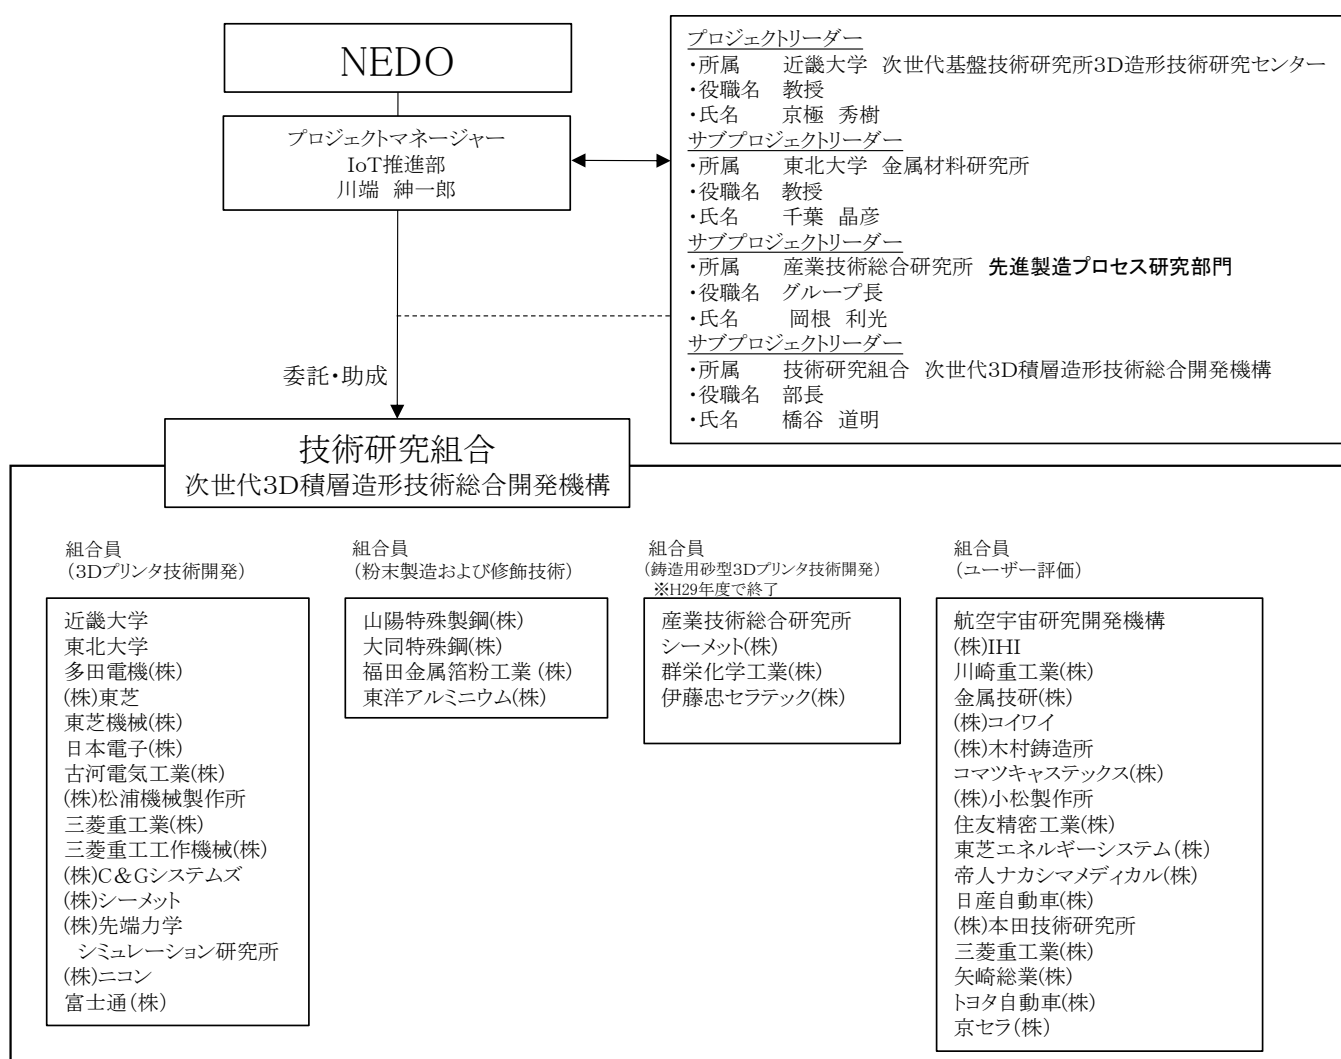 NEDO
プロジェクトマネージャー
IoT推進部
川端 紳一郎
プロジェクトリーダー
・所属 近畿大学 次世代基盤技術研究所3D造形技術研究センター
・役職名 教授
・氏名 京極 秀樹
サブプロジェクトリーダー
・所属 東北大学 金属材料研究所
・役職名 教授
・氏名 千葉 晶彦
サブプロジェクトリーダー
・所属 産業技術総合研究所 先進製造プロセス研究部門
・役職名 グループ長
・氏名 岡根 利光
サブプロジェクトリーダー
・所属 技術研究組合 次世代3D積層造形技術総合開発機構
・役職名 部長
・氏名 橋谷 道明
委託・助成
技術研究組合
次世代3D積層造形技術総合開発機構
組合員
(3Dプリンタ技術開発)
近畿大学
東北大学
多田電機(株)
(株)東芝
東芝機械(株)
日本電子(株)
古河電気工業(株)
(株)松浦機械製作所
三菱重工業(株)
三菱重工工作機械(株)
(株)C&Gシステムズ
(株)シーメット
(株)先端力学
シミュレーション研究所
(株)ニコン
富士通(株)
組合員
(粉末製造および修飾技術)
山陽特殊製鋼(株)
大同特殊鋼(株)
福田金属箔粉工業(株)
東洋アルミニウム(株)
組合員
(鋳造用砂型3Dプリンタ技術開発)
※H29年度で終了
産業技術総合研究所
シーメット(株)
群栄化学工業(株)
伊藤忠セラテック(株)
組合員
(ユーザー評価)
航空宇宙研究開発機構
(株)IHI
川崎重工業(株)
金属技研(株)
(株)コイワイ
(株)木村鋳造所
コマツキャステックス(株)
(株)小松製作所
住友精密工業(株)
東芝エネルギーシステム(株)
帝人ナカシマメディカル(株)
日産自動車(株)
(株)本田技術研究所
三菱重工業(株)
矢崎総業(株)
トヨタ自動車(株)
京セラ(株)